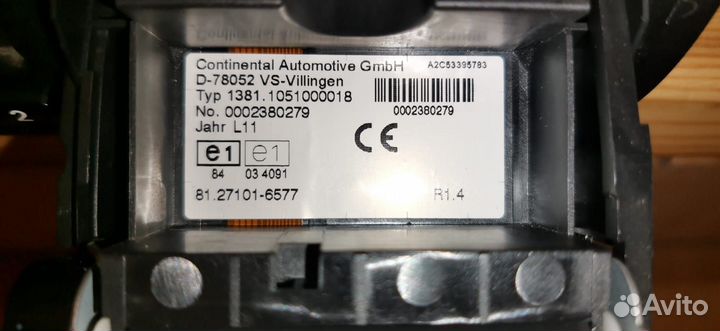 Continental Automotive GmbH A2C53395783
D-78052 VS-Villingen
Typ 1381.1051000018
No. 0002380279 0002380279
Jahr L11
e1 e1 CE
84 03 4091
81.27101-6577 R1.4
2
Avito